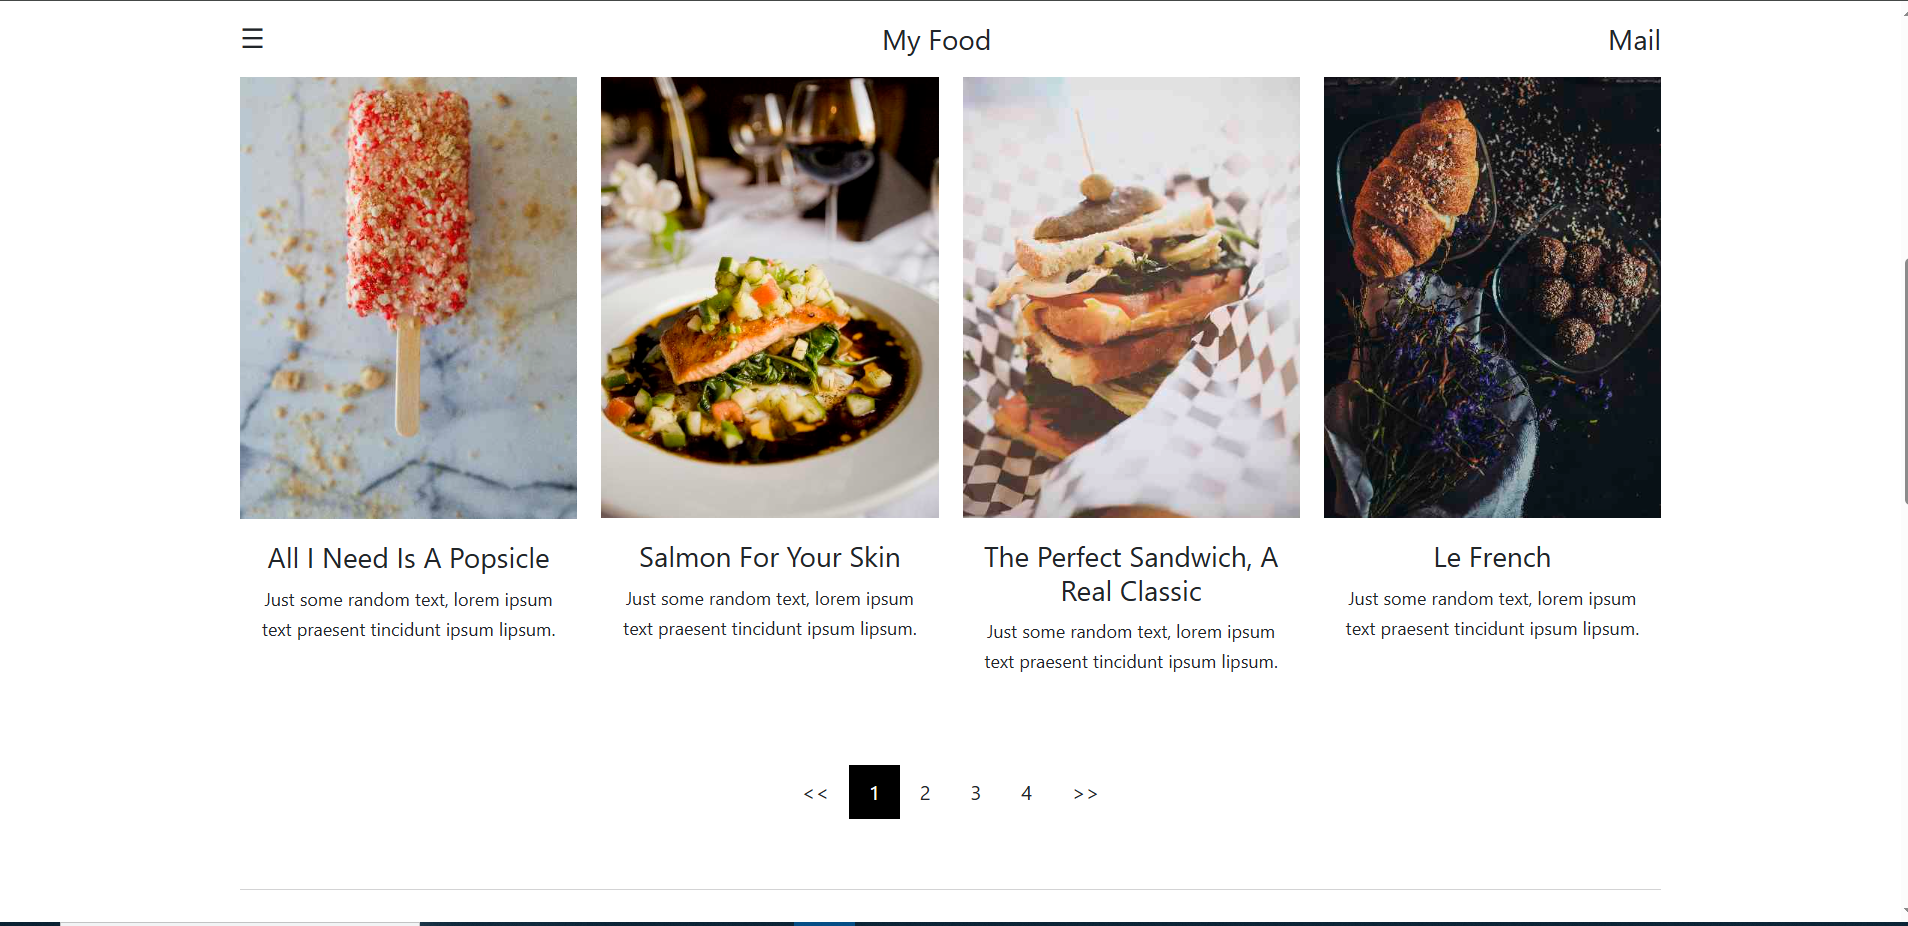 ☰ My Food Mail
All I Need Is A Popsicle
Just some random text, lorem ipsum
text praesent tincidunt ipsum lipsum.
Salmon For Your Skin
Just some random text, lorem ipsum
text praesent tincidunt ipsum lipsum.
The Perfect Sandwich, A
Real Classic
Just some random text, lorem ipsum
text praesent tincidunt ipsum lipsum.
Le French
Just some random text, lorem ipsum
text praesent tincidunt ipsum lipsum.
<< 1 2 3 4 >>